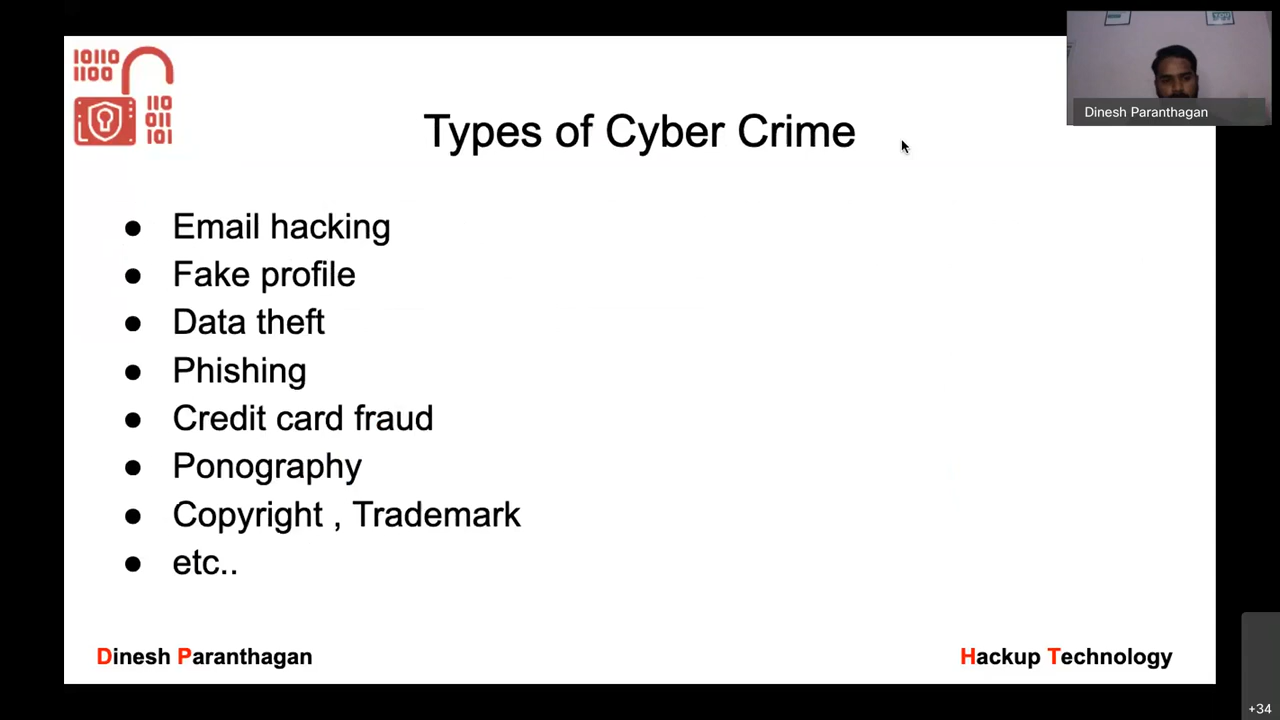 10110
1100
110
011
101
Dinesh Paranthagan
Types of Cyber Crime
● Email hacking
● Fake profile
● Data theft
● Phishing
● Credit card fraud
● Ponography
● Copyright , Trademark
● etc..
Dinesh Paranthagan
Hackup Technology
+34